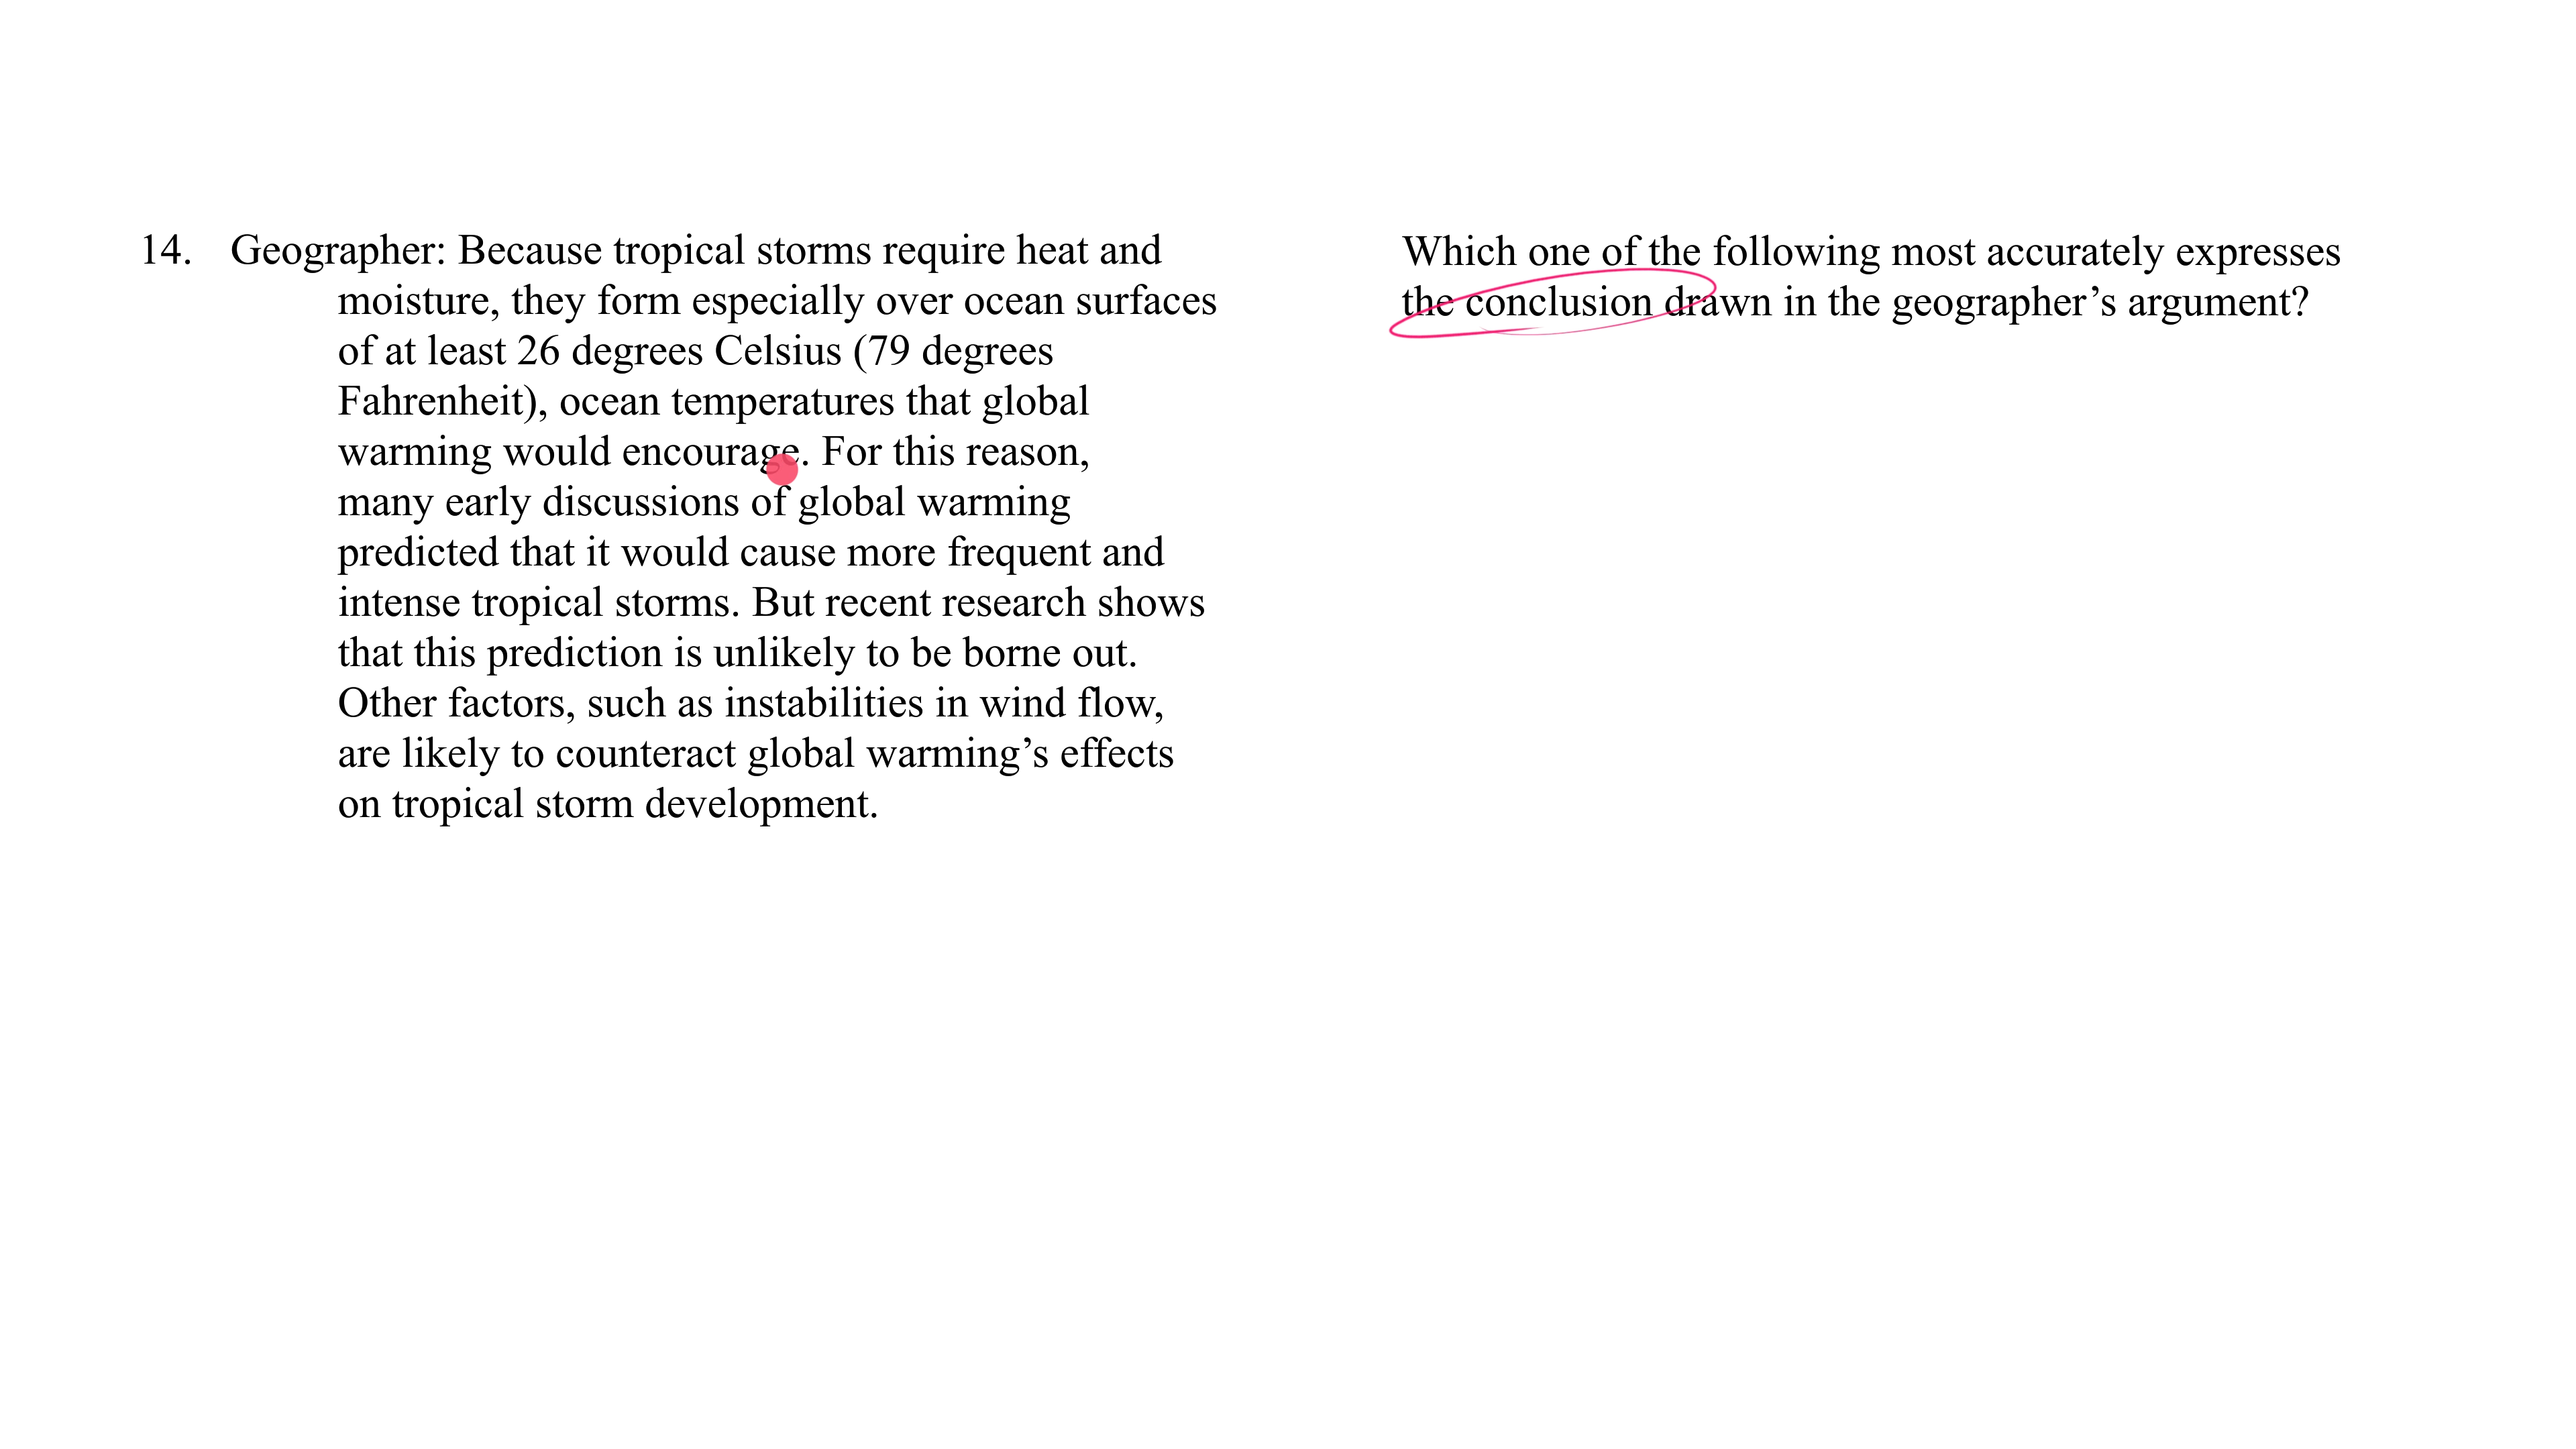 14. Geographer: Because tropical storms require heat and
moisture, they form especially over ocean surfaces
of at least 26 degrees Celsius (79 degrees
Fahrenheit), ocean temperatures that global
warming would encourage. For this reason,
many early discussions of global warming
predicted that it would cause more frequent and
intense tropical storms. But recent research shows
that this prediction is unlikely to be borne out.
Other factors, such as instabilities in wind flow,
are likely to counteract global warming’s effects
on tropical storm development.
Which one of the following most accurately expresses
the conclusion drawn in the geographer’s argument?